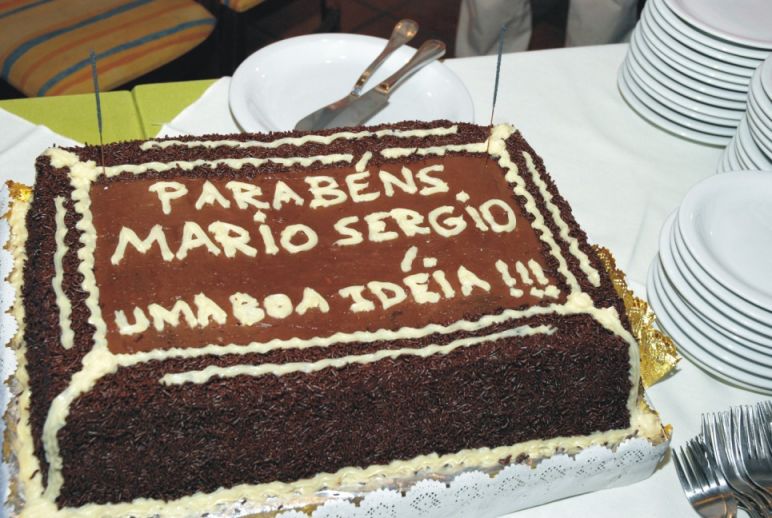 PARABÉNS
MARIO SERGIO
UMA BOA IDÉIA !!!